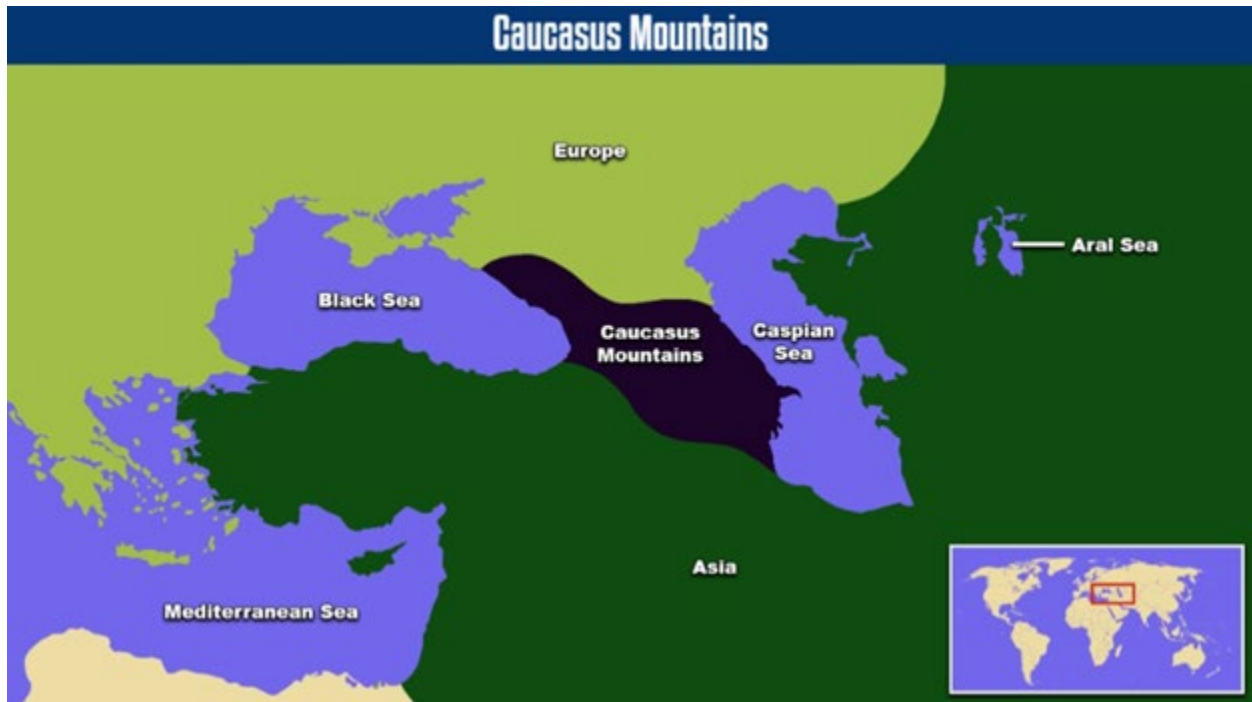 Caucasus Mountains
Europe
Aral Sea
Black Sea
Caucasus
Mountains
Caspian
Sea
Asia
Mediterranean Sea